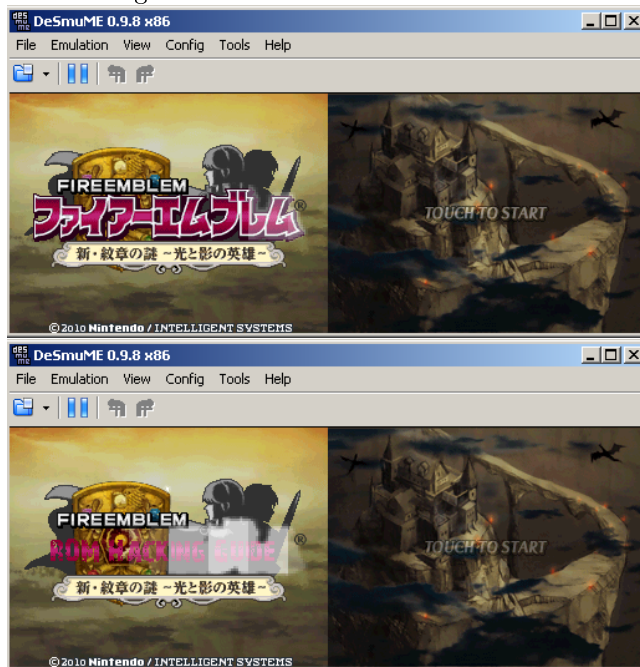 DeSmuME 0.9.8 x86
File Emulation View Config Tools Help
FIREEMBLEM
ファイアーエムブレム®
新・紋章の謎 ~光と影の英雄~
TOUCH TO START
©2010 Nintendo / INTELLIGENT SYSTEMS
DeSmuME 0.9.8 x86
File Emulation View Config Tools Help
FIREEMBLEM
ROM HACKING GUIDE ®
新・紋章の謎 ~光と影の英雄~
TOUCH TO START
©2010 Nintendo / INTELLIGENT SYSTEMS